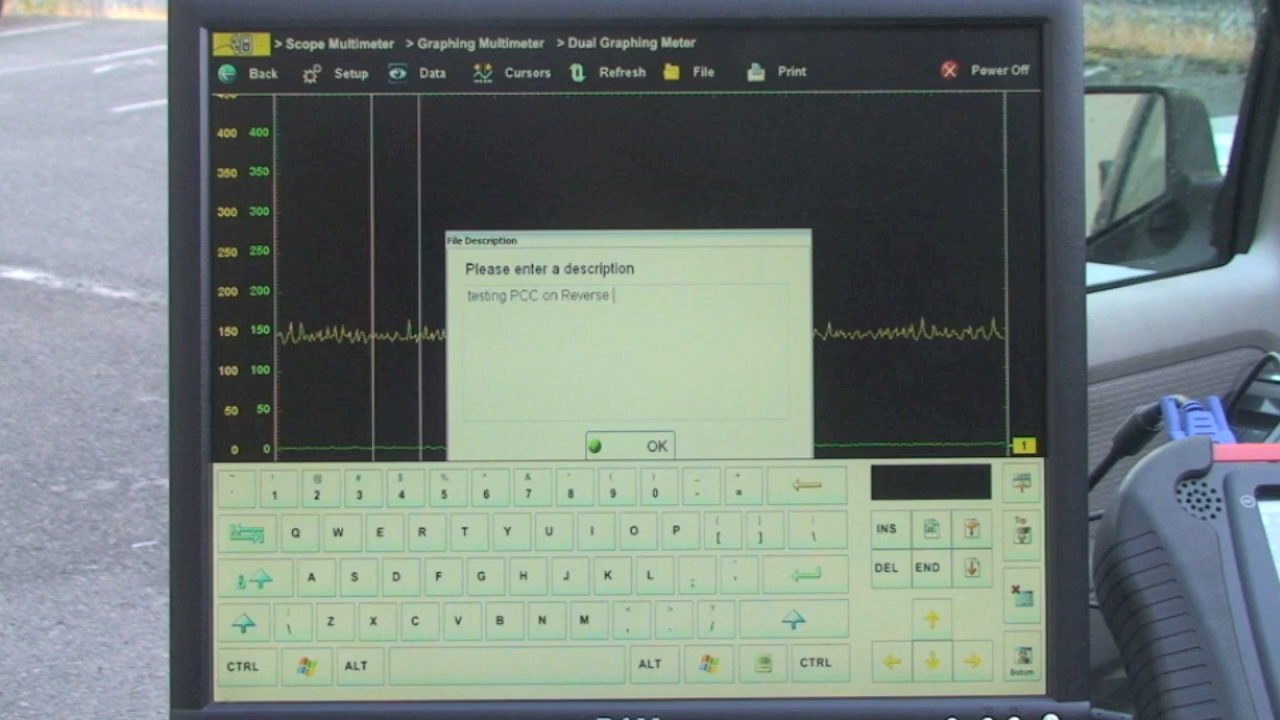 > Scope Multimeter > Graphing Multimeter > Dual Graphing Meter
Back Setup Data Cursors Refresh File Print Power Off
400 400
350 350
300 300
250 250
200 200
150 150
100 100
50 50
0 0
1
File Description
Please enter a description
testing PCC on Reverse
OK
! @ # $ % ^ & ( ) _ +
1 2 3 4 5 6 7 8 9 0 - =
Q W E R T Y U I O P [ ] \
INS
A S D F G H J K L ;
DEL END
\ Z X C V B N M , . /
CTRL ALT ALT CTRL
Top
Bottom